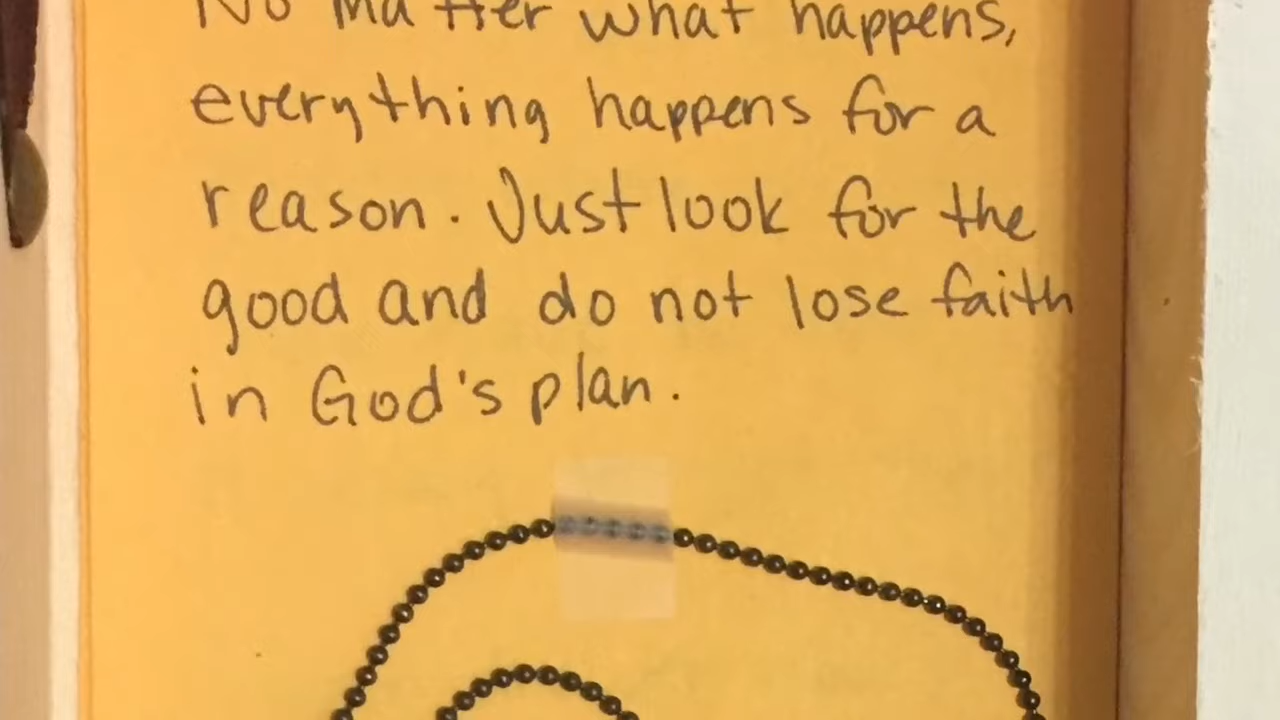 No matter what happens,
everything happens for a
reason. Just look for the
good and do not lose faith
in God's plan.